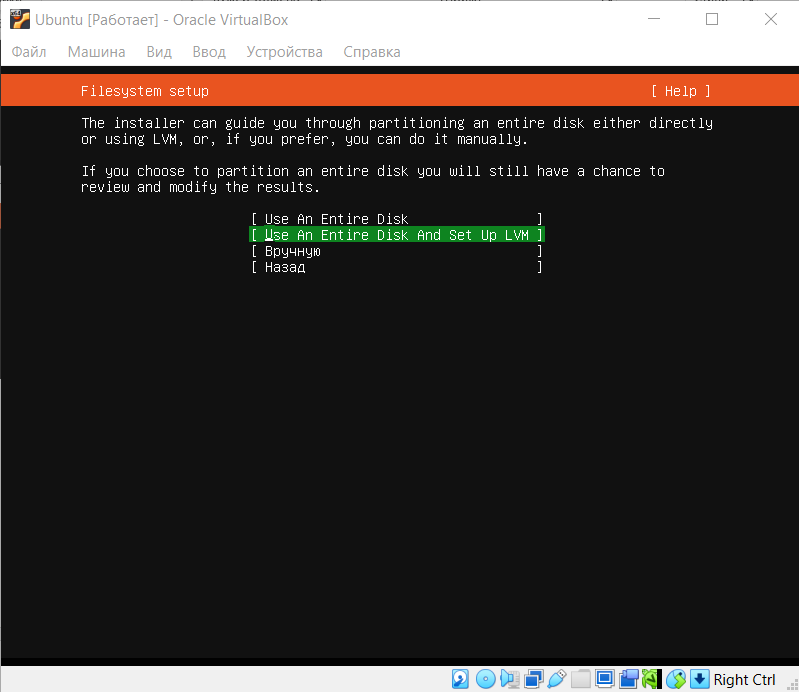 Ubuntu [Работает] - Oracle VirtualBox
Файл Машина Вид Ввод Устройства Справка
Filesystem setup [ Help ]
The installer can guide you through partitioning an entire disk either directly
or using LVM, or, if you prefer, you can do it manually.
If you choose to partition an entire disk you will still have a chance to
review and modify the results.
[ Use An Entire Disk ]
[ Use An Entire Disk And Set Up LVM ]
[ Вручную ]
[ Назад ]
Right Ctrl